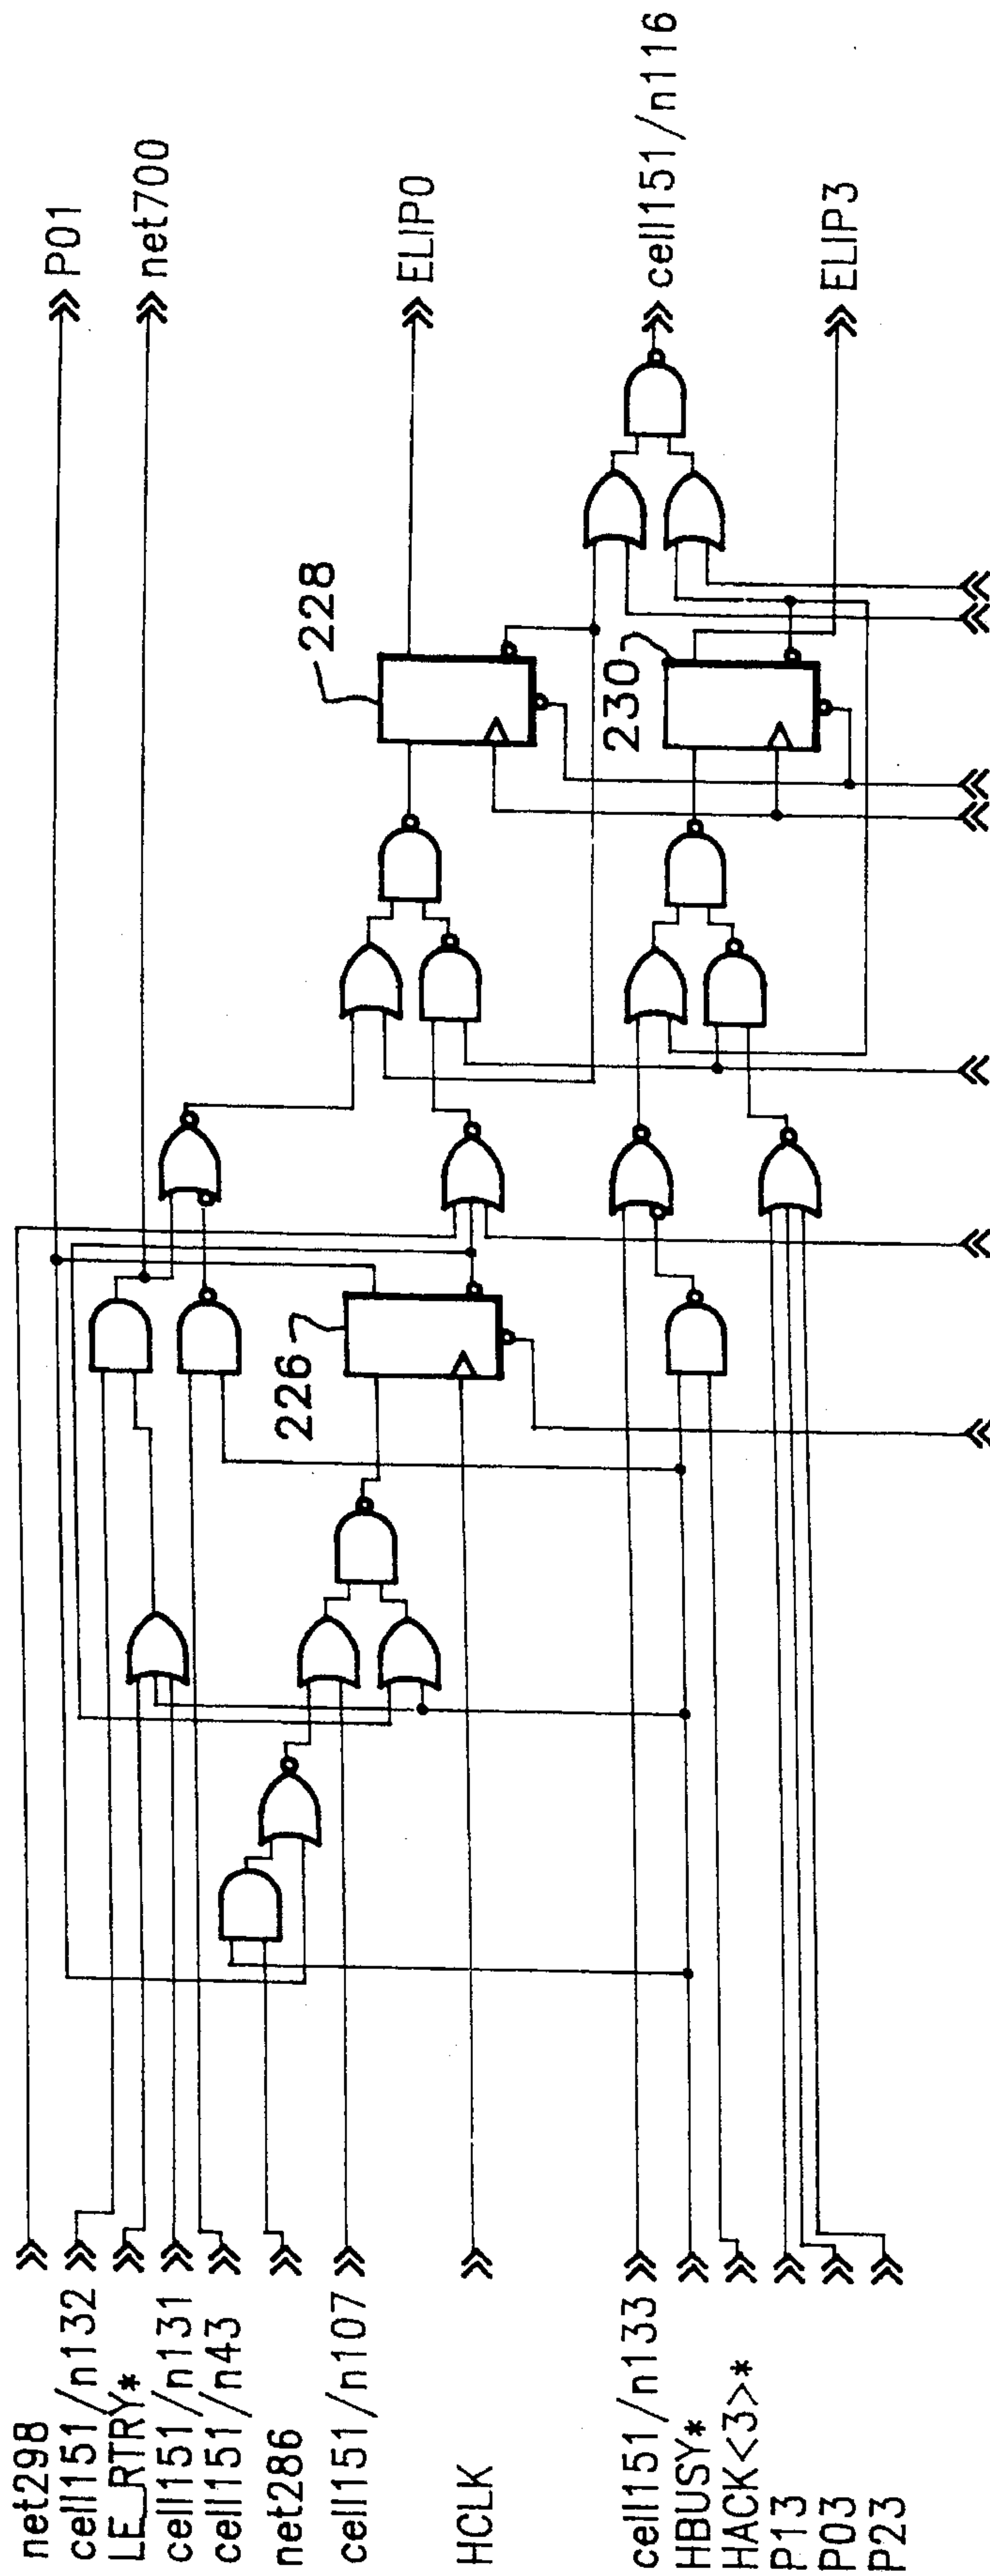 net298
cell151/n132
LE_RTRY*
cell151/n131
cell151/n43
net286
cell151/n107
HCLK
cell151/n133
HBUSY*
HACK<3>*
P13
P03
P23
226
228
230
P01
net700
ELIP0
cell151/n116
ELIP3